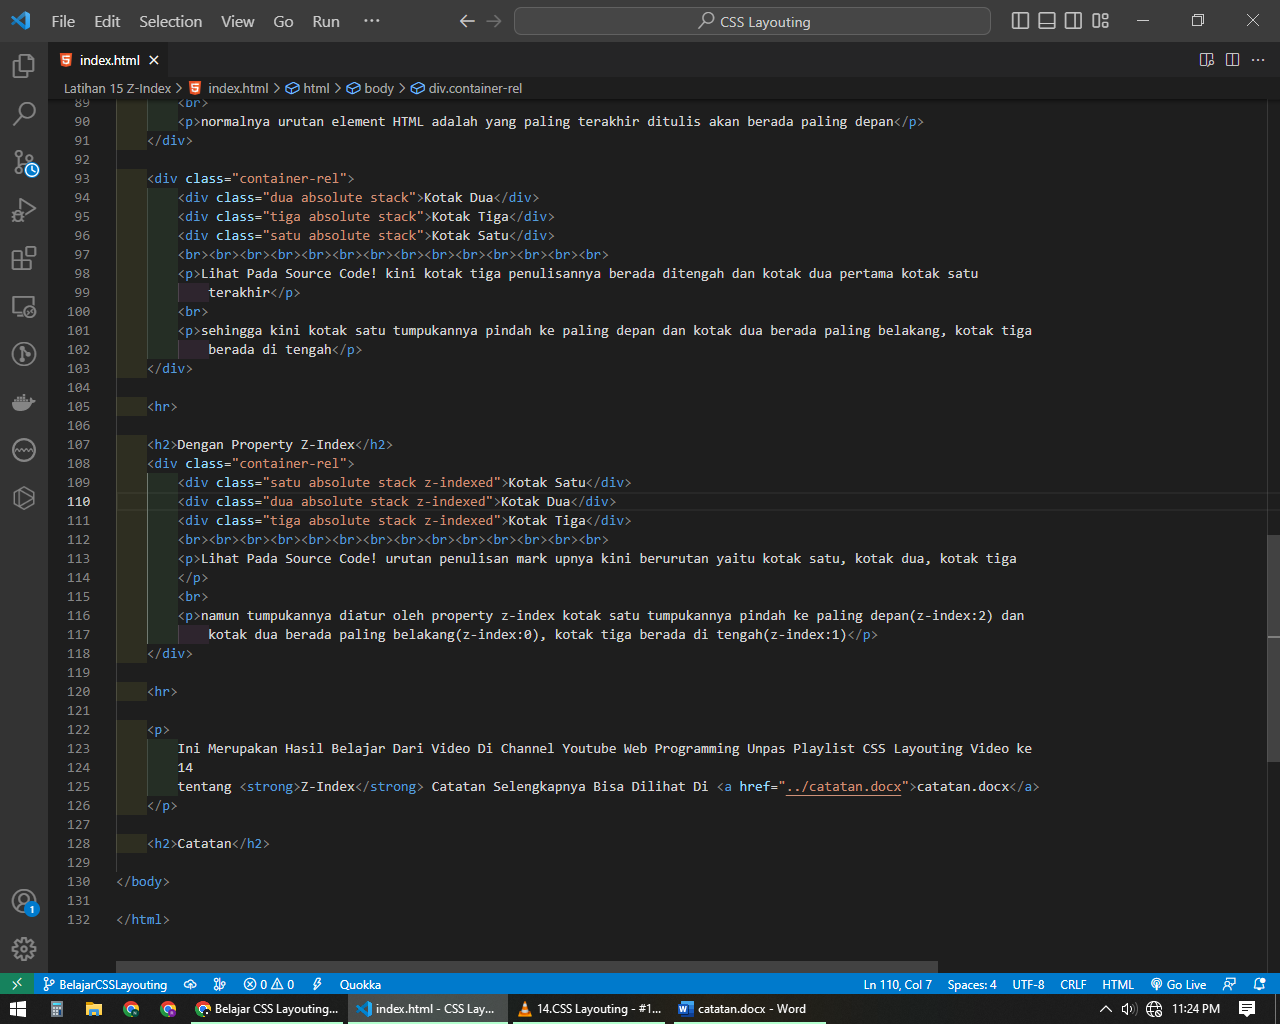 File Edit Selection View Go Run ··· CSS Layouting
index.html
Latihan 15 Z-Index > index.html > html > body > div.container-rel
89 <br>
90 <p>normalnya urutan element HTML adalah yang paling terakhir ditulis akan berada paling depan</p>
91 </div>
92
93 <div class="container-rel">
94 <div class="dua absolute stack">Kotak Dua</div>
95 <div class="tiga absolute stack">Kotak Tiga</div>
96 <div class="satu absolute stack">Kotak Satu</div>
97 <br><br><br><br><br><br><br><br><br><br><br><br><br><br>
98 <p>Lihat Pada Source Code! kini kotak tiga penulisannya berada ditengah dan kotak dua pertama kotak satu
99 terakhir</p>
100 <br>
101 <p>sehingga kini kotak satu tumpukannya pindah ke paling depan dan kotak dua berada paling belakang, kotak tiga
102 berada di tengah</p>
103 </div>
104
105 <hr>
106
107 <h2>Dengan Property Z-Index</h2>
108 <div class="container-rel">
109 <div class="satu absolute stack z-indexed">Kotak Satu</div>
110 <div class="dua absolute stack z-indexed">Kotak Dua</div>
111 <div class="tiga absolute stack z-indexed">Kotak Tiga</div>
112 <br><br><br><br><br><br><br><br><br><br><br><br><br><br>
113 <p>Lihat Pada Source Code! urutan penulisan mark upnya kini berurutan yaitu kotak satu, kotak dua, kotak tiga
114 </p>
115 <br>
116 <p>namun tumpukannya diatur oleh property z-index kotak satu tumpukannya pindah ke paling depan(z-index:2) dan
117 kotak dua berada paling belakang(z-index:0), kotak tiga berada di tengah(z-index:1)</p>
118 </div>
119
120 <hr>
121
122 <p>
123 Ini Merupakan Hasil Belajar Dari Video Di Channel Youtube Web Programming Unpas Playlist CSS Layouting Video ke
124 14
125 tentang <strong>Z-Index</strong> Catatan Selengkapnya Bisa Dilihat Di <a href="../catatan.docx">catatan.docx</a>
126 </p>
127
128 <h2>Catatan</h2>
129
130 </body>
131
132 </html>
1
BelajarCSSLayouting 0 0 Quokka Ln 110, Col 7 Spaces: 4 UTF-8 CRLF HTML Go Live
Belajar CSS Layouting... index.html - CSS Lay... 14.CSS Layouting - #1... catatan.docx - Word 11:24 PM